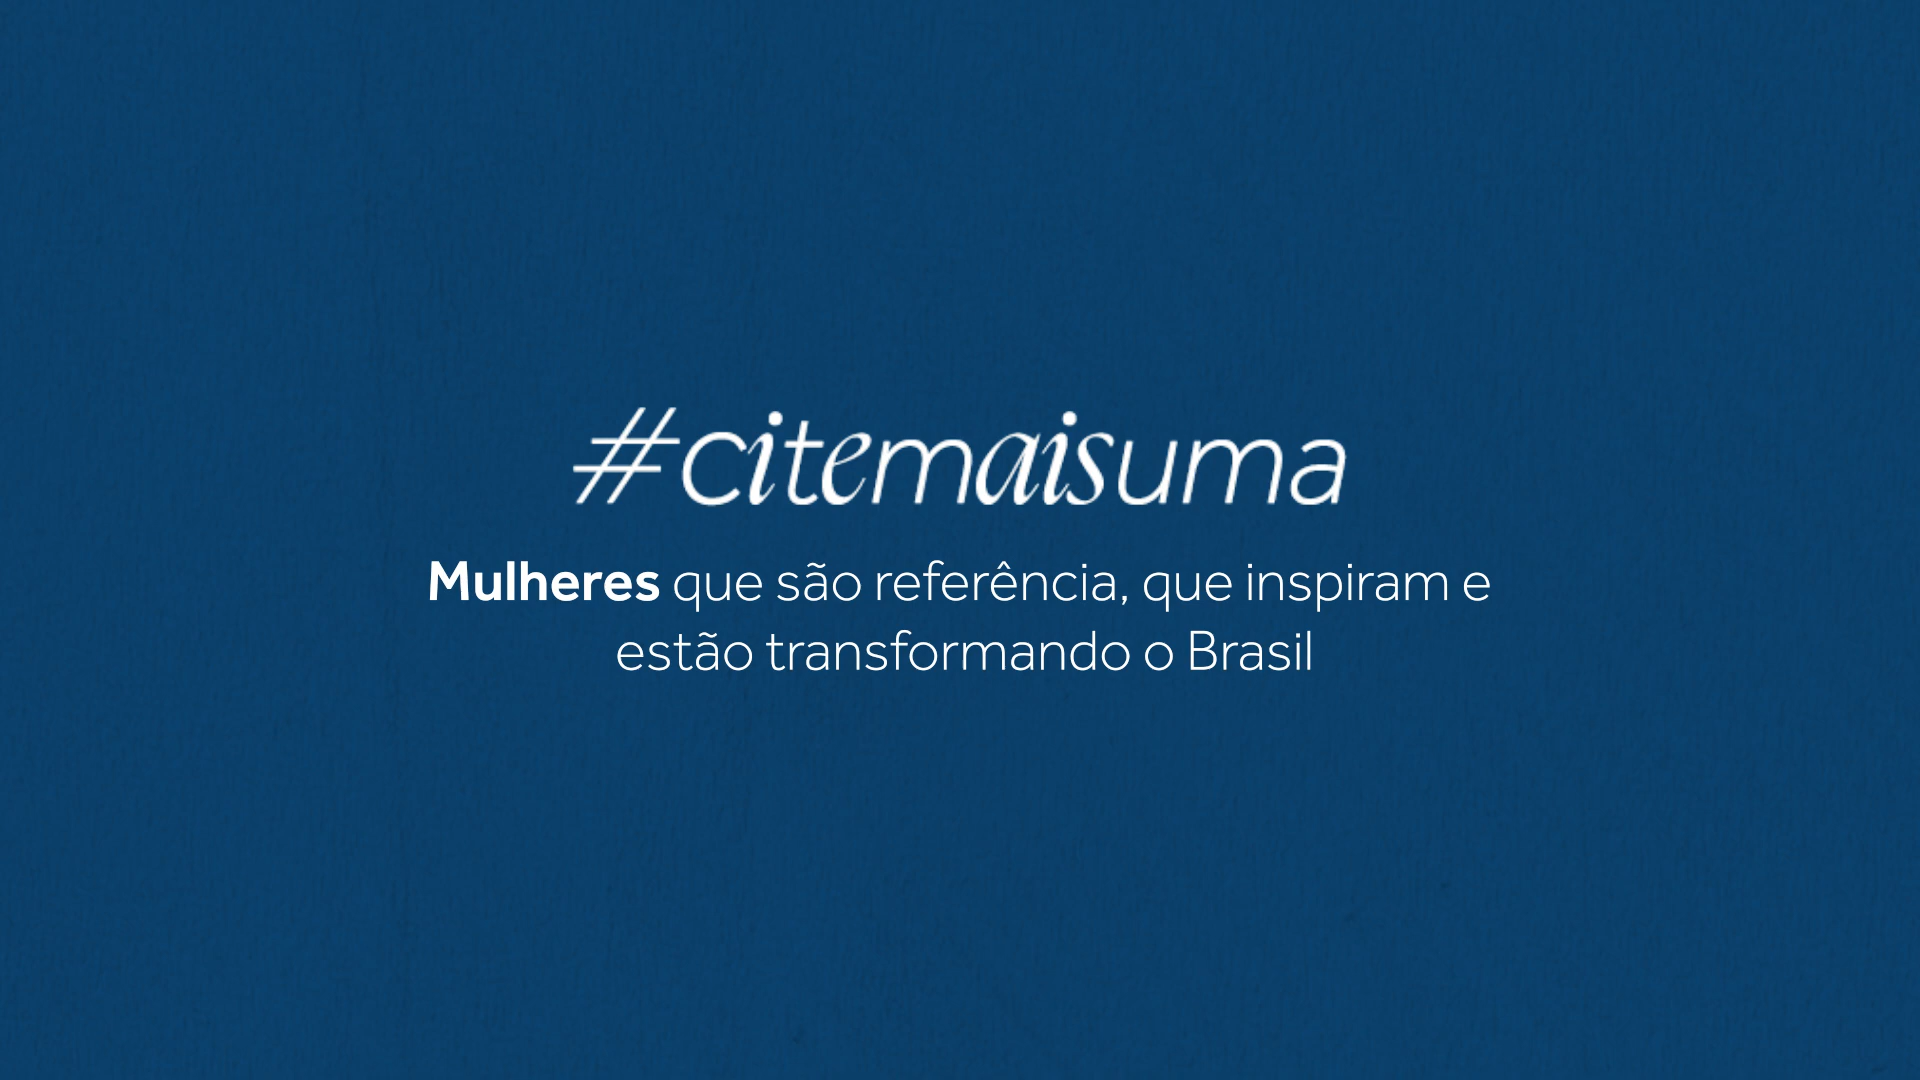 #citemaisuma
Mulheres que são referência, que inspiram e
estão transformando o Brasil